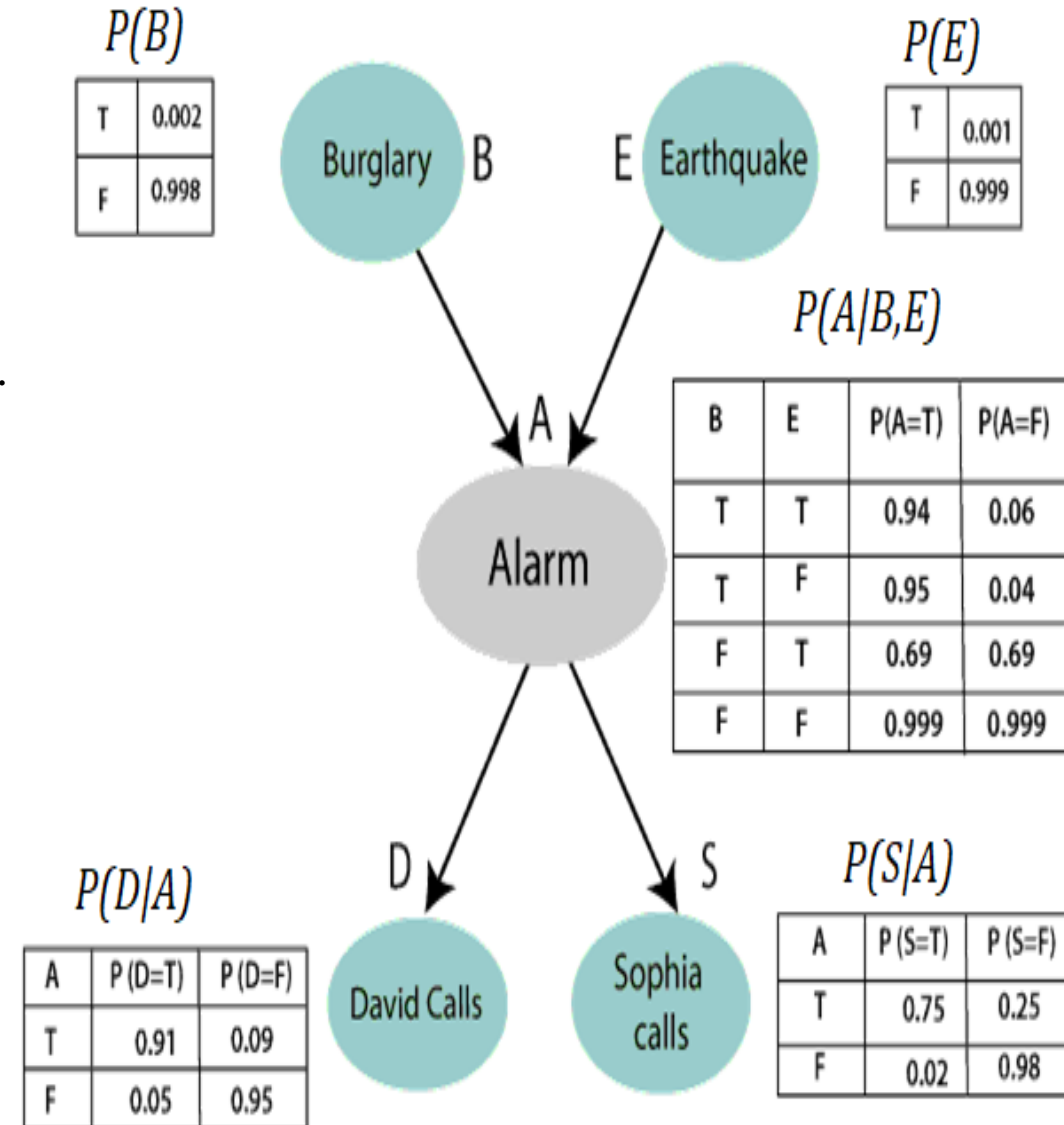 P(B)
T 0.002
F 0.998
Burglary B
E Earthquake
P(E)
T 0.001
F 0.999
.
P(A|B,E)
B E P(A=T) P(A=F)
T T 0.94 0.06
T F 0.95 0.04
F T 0.69 0.69
F F 0.999 0.999
A
Alarm
D
S
P(D|A)
A P (D=T) P (D=F)
T 0.91 0.09
F 0.05 0.95
David Calls
Sophia
calls
P(S|A)
A P (S=T) P (S=F)
T 0.75 0.25
F 0.02 0.98